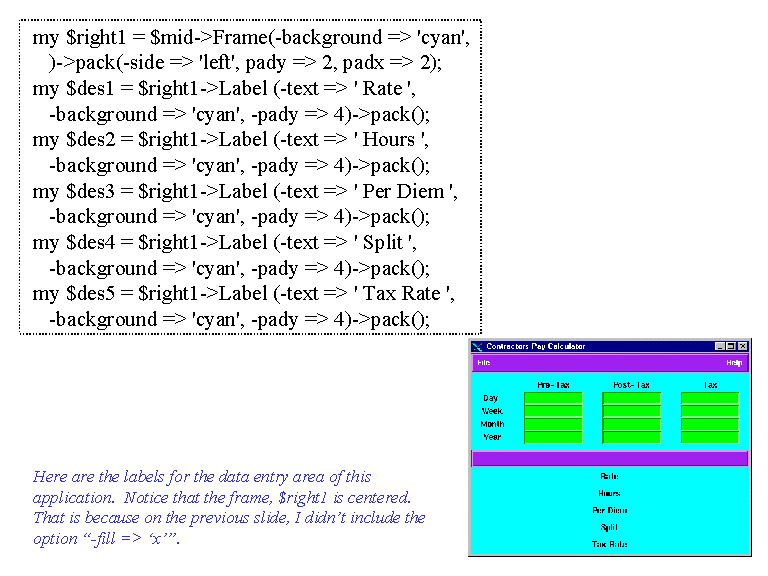 my $right1 = $mid->Frame(-background => 'cyan',
)->pack(-side => 'left', pady => 2, padx => 2);
my $des1 = $right1->Label (-text => ' Rate ',
-background => 'cyan', -pady => 4)->pack();
my $des2 = $right1->Label (-text => ' Hours ',
-background => 'cyan', -pady => 4)->pack();
my $des3 = $right1->Label (-text => ' Per Diem ',
-background => 'cyan', -pady => 4)->pack();
my $des4 = $right1->Label (-text => ' Split ',
-background => 'cyan', -pady => 4)->pack();
my $des5 = $right1->Label (-text => ' Tax Rate ',
-background => 'cyan', -pady => 4)->pack();
Contractors Pay Calculator
File Help
Pre-Tax Post-Tax Tax
Day
Week
Month
Year
Rate
Hours
Per Diem
Split
Tax Rate
Here are the labels for the data entry area of this
application. Notice that the frame, $right1 is centered.
That is because on the previous slide, I didn’t include the
option “-fill => ‘x’”.